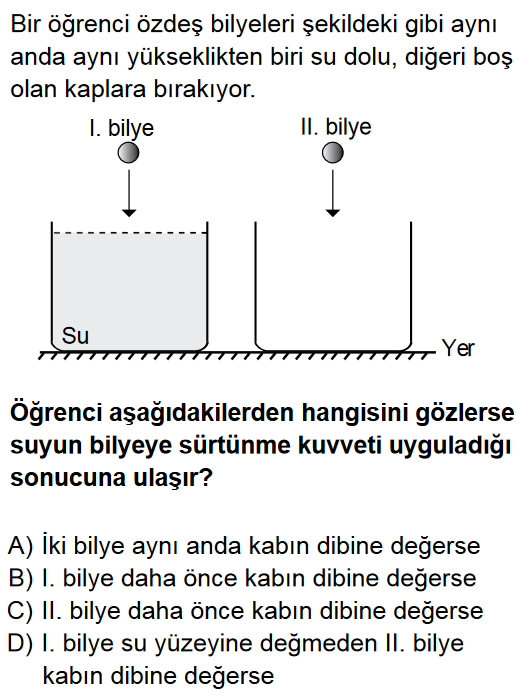 Bir öğrenci özdeş bilyeleri şekildeki gibi aynı
anda aynı yükseklikten biri su dolu, diğeri boş
olan kaplara bırakıyor.
I. bilye
II. bilye
Su
Yer
Öğrenci aşağıdakilerden hangisini gözlerse
suyun bilyeye sürtünme kuvveti uyguladığı
sonucuna ulaşır?
A) İki bilye aynı anda kabın dibine değerse
B) I. bilye daha önce kabın dibine değerse
C) II. bilye daha önce kabın dibine değerse
D) I. bilye su yüzeyine değmeden II. bilye
kabın dibine değerse